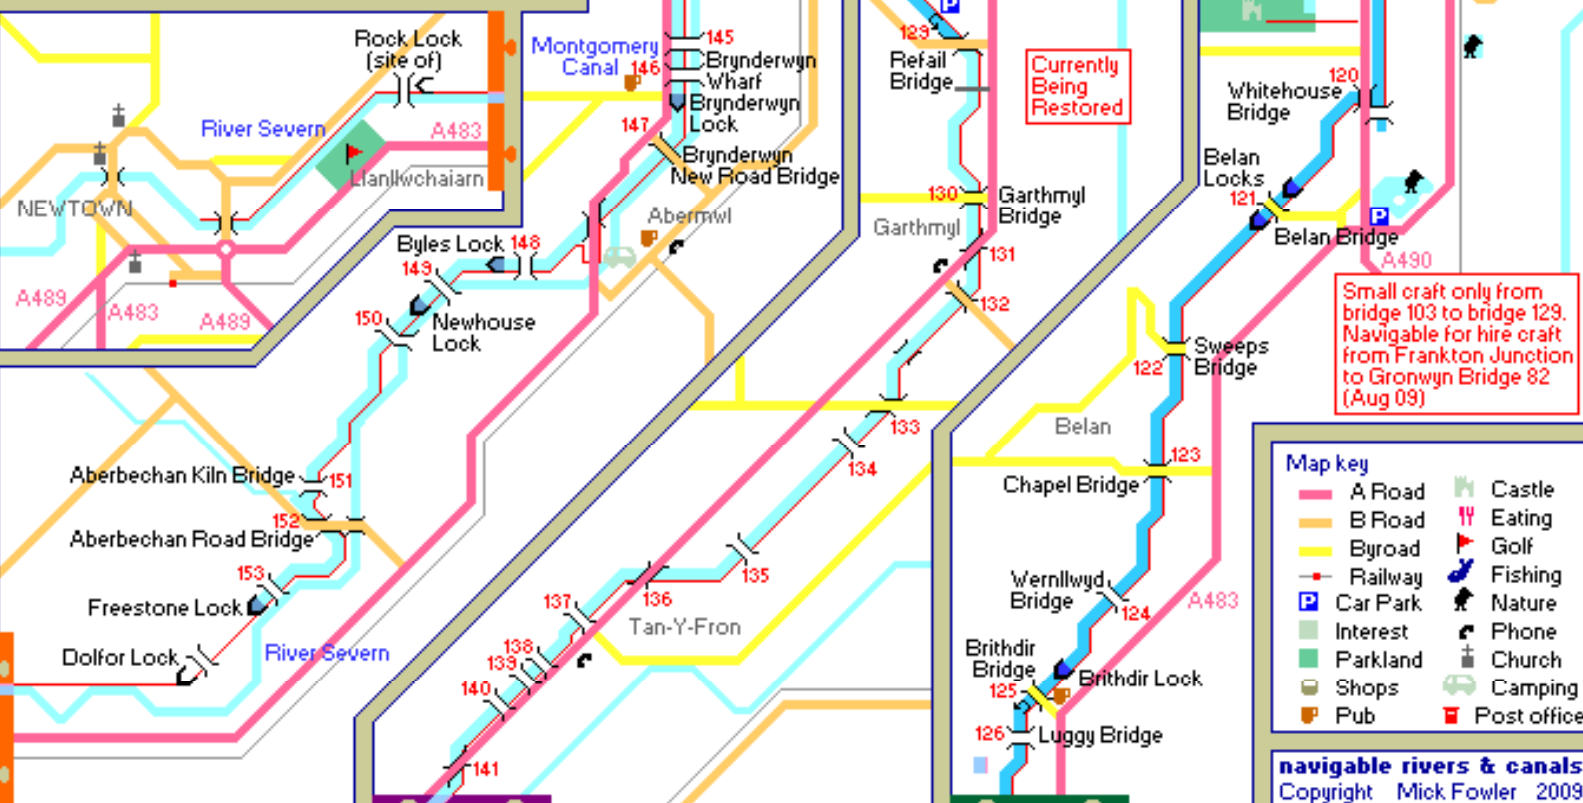 Rock Lock
(site of)
River Severn
A483
Llanllwchaiarn
NEWTOWN
A489
A483
A489
Montgomery
Canal
145
146
Brynderwyn
Wharf
Brynderwyn
Lock
147
Brynderwyn
New Road Bridge
Abermwl
Byles Lock
148
149
Newhouse
Lock
150
Aberbechan Kiln Bridge
151
152
Aberbechan Road Bridge
153
Freestone Lock
Dolfor Lock
River Severn
129
Refail
Bridge
Currently
Being
Restored
130
Garthmyl
Bridge
Garthmyl
131
132
133
134
135
136
137
Tan-Y-Fron
138
139
140
141
120
Whitehouse
Bridge
Belan
Locks
121
Belan Bridge
A490
Small craft only from
bridge 103 to bridge 129.
Navigable for hire craft
from Frankton Junction
to Gronwyn Bridge 82
(Aug 09)
Sweeps
Bridge
122
Belan
123
Chapel Bridge
Wernllwyd
Bridge
124
A483
Brithdir
Bridge
125
Brithdir Lock
126
Luggy Bridge
Map key
A Road
Castle
B Road
Eating
Byroad
Golf
Railway
Fishing
P Car Park
Nature
Interest
Phone
Parkland
Church
Shops
Camping
Pub
Post office
navigable rivers & canals
Copyright Mick Fowler 2009